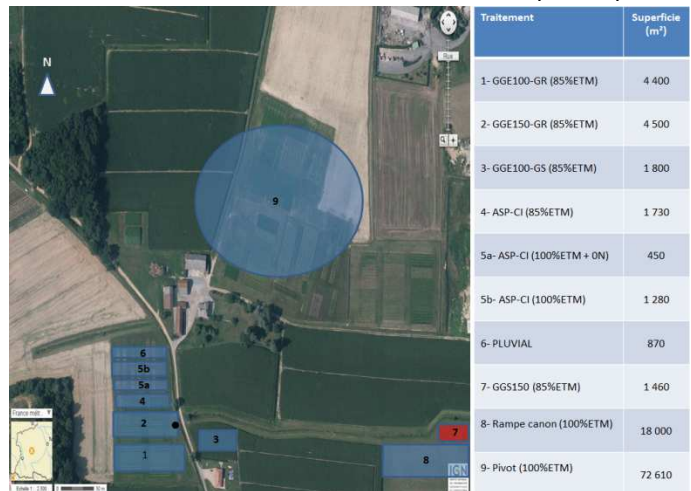 N
Traitement Superficie
(m²)
1- GGE100-GR (85%ETM) 4 400
2- GGE150-GR (85%ETM) 4 500
3- GGE100-GS (85%ETM) 1 800
4- ASP-CI (85%ETM) 1 730
5a- ASP-CI (100%ETM + 0N) 450
5b- ASP-CI (100%ETM) 1 280
6- PLUVIAL 870
7- GGS150 (85%ETM) 1 460
8- Rampe canon (100%ETM) 18 000
9- Pivot (100%ETM) 72 610
9
6
5b
5a
4
2
1
3
7
8
France mét...
IGN